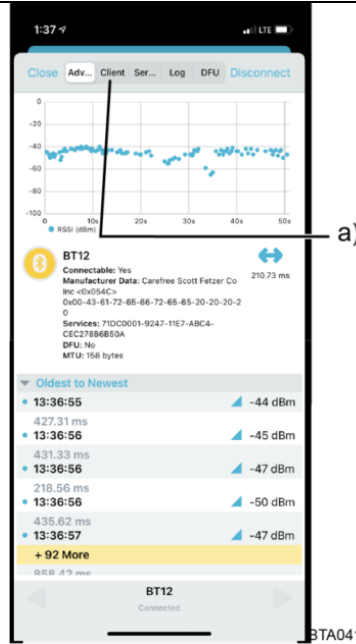 1:37
LTE
Close Adv... Client Ser... Log DFU Disconnect
0
-20
-40
-60
-80
-100
0 10s 20s 30s 40s 50s
RSSI (dBm)
a)
BT12
210.73 ms
Connectable: Yes
Manufacturer Data: Carefree Scott Fetzer Co
Inc <0x054C>
0x00-43-61-72-65-66-72-65-65-20-20-20-2
0
Services: 71DC0001-9247-11E7-ABC4-
CEC278B6B50A
DFU: No
MTU: 158 bytes
Oldest to Newest
13:36:55 -44 dBm
427.31 ms
13:36:56 -45 dBm
431.33 ms
13:36:56 -47 dBm
218.56 ms
13:36:56 -50 dBm
435.62 ms
13:36:57 -47 dBm
+ 92 More
859.42 ms
BT12
Connected
BTA041